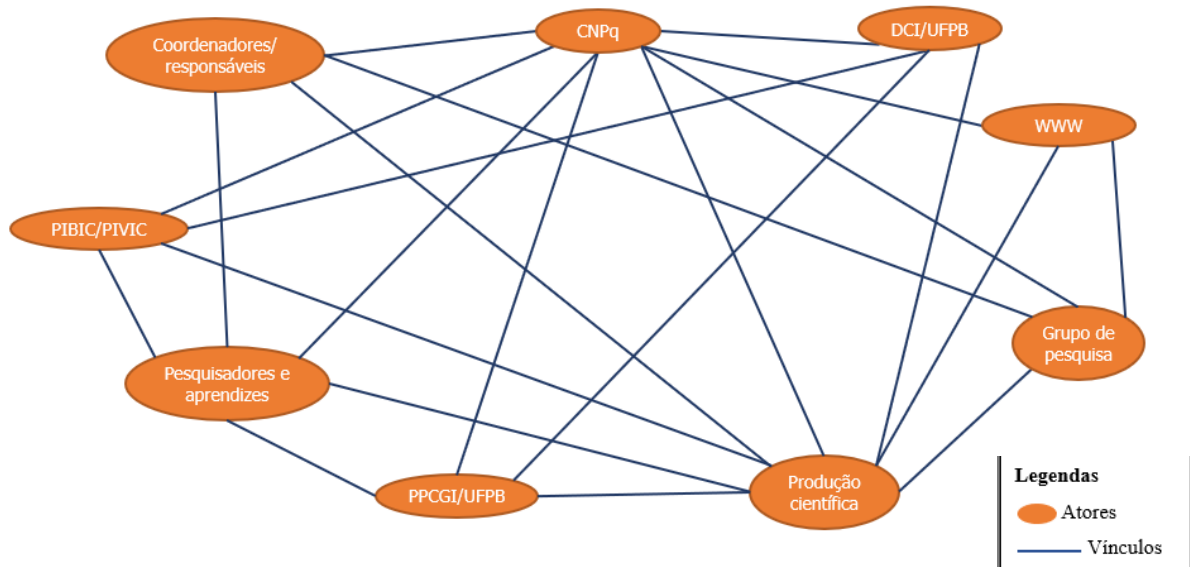 Coordenadores/
responsáveis
CNPq
DCI/UFPB
WWW
PIBIC/PIVIC
Grupo de
pesquisa
Pesquisadores e
aprendizes
PPCGI/UFPB
Produção
científica
Legendas
Atores
Vínculos